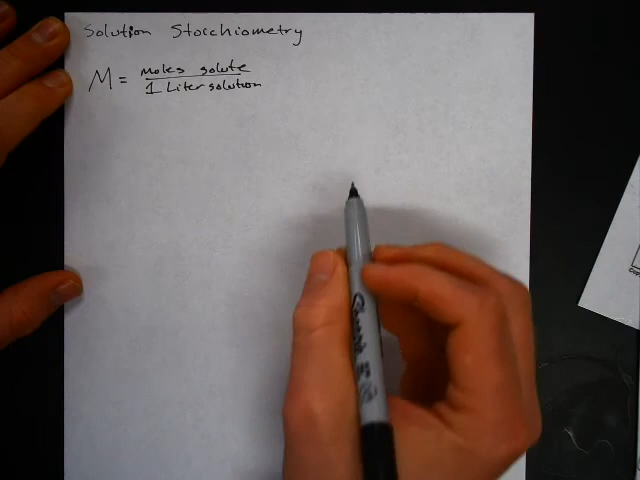 Solution Stoichiometry
M = moles solute
1 Liter solution
Sharpie